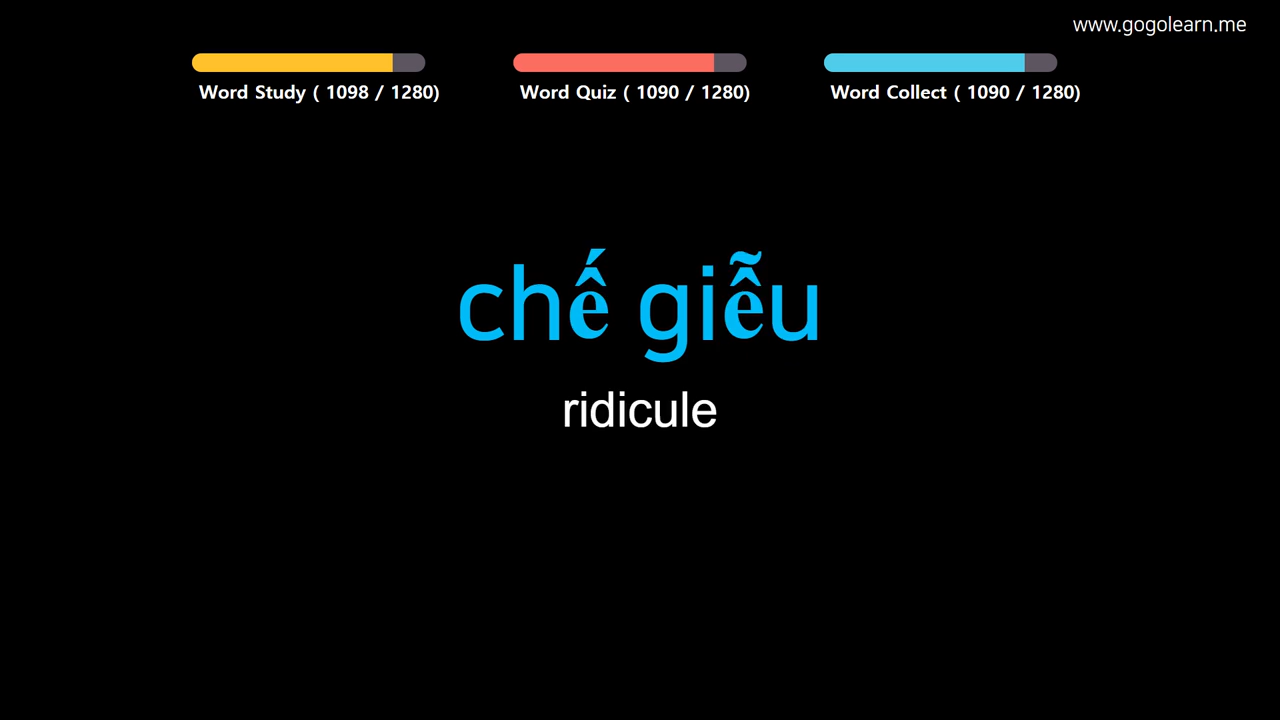 www.gogolearn.me
Word Study ( 1098 / 1280)
Word Quiz ( 1090 / 1280)
Word Collect ( 1090 / 1280)
chế giễu
ridicule